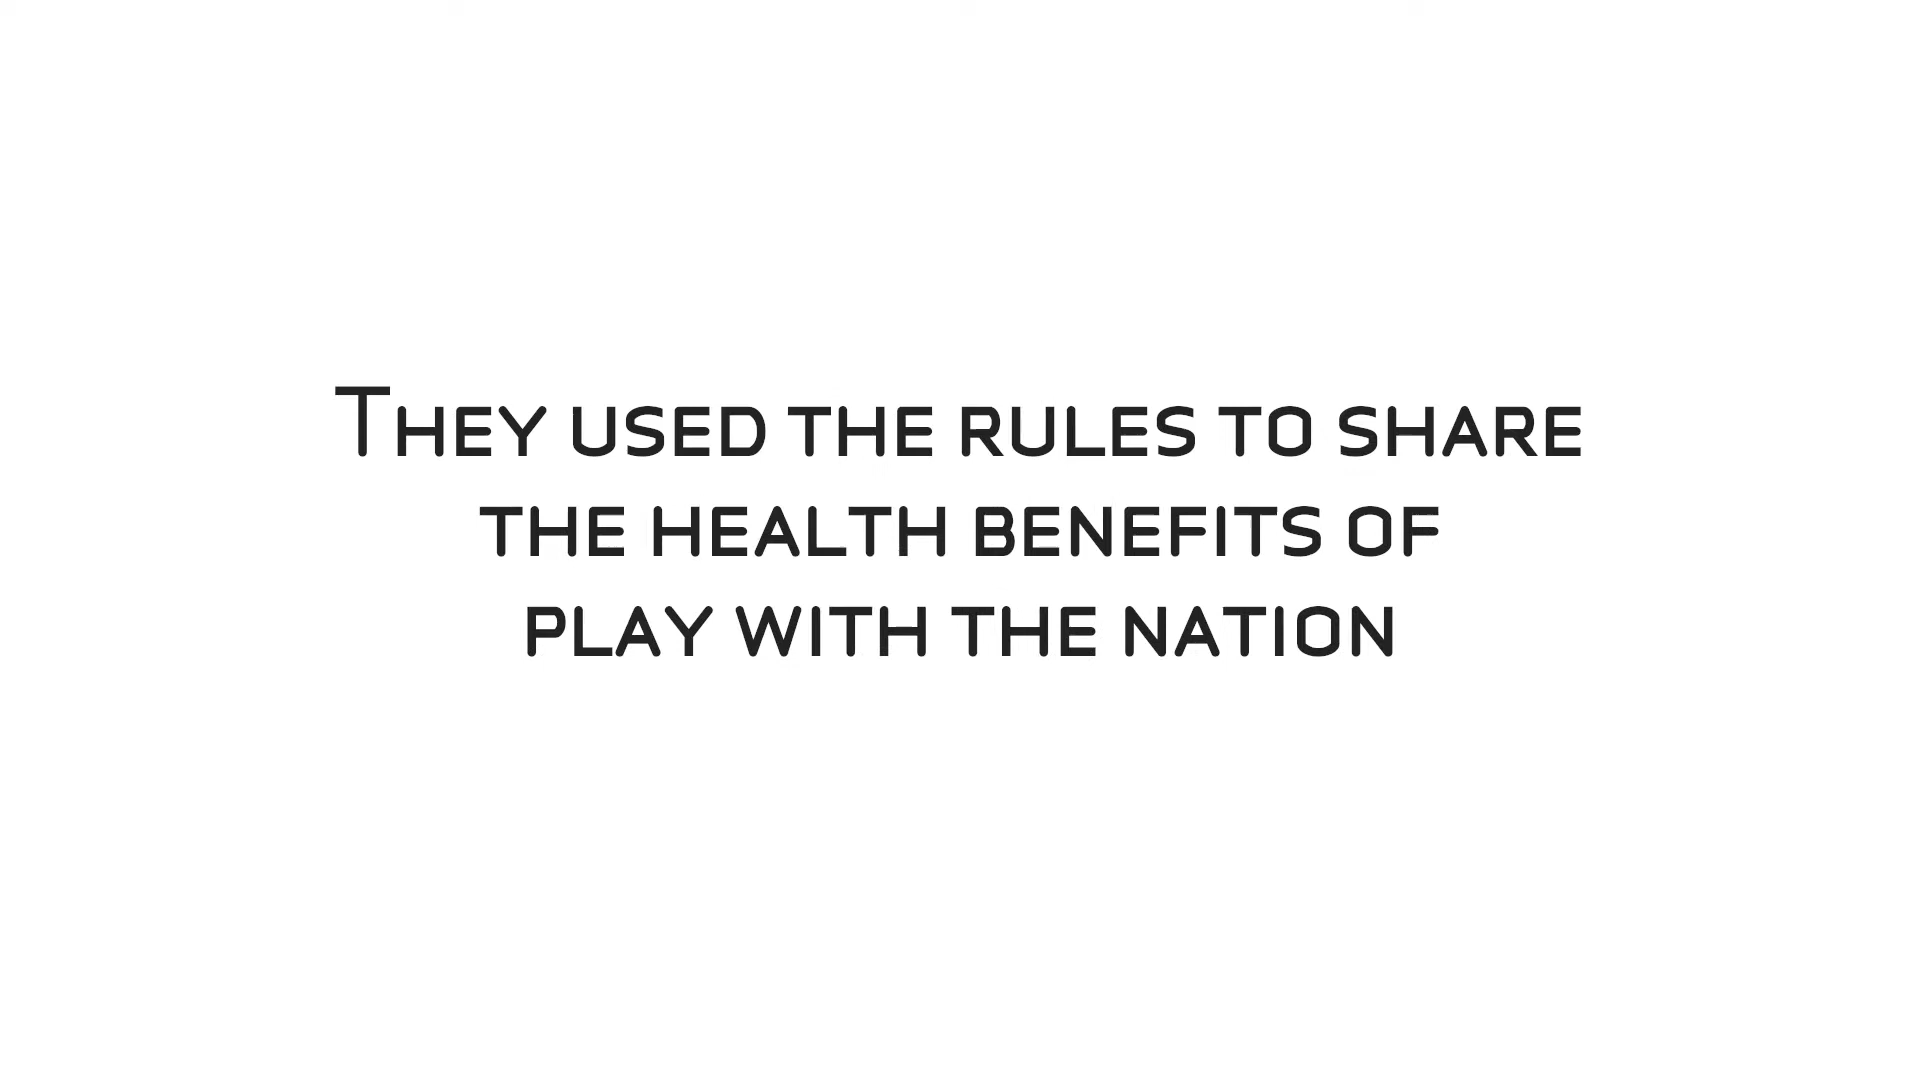 They used the rules to share
the health benefits of
play with the nation